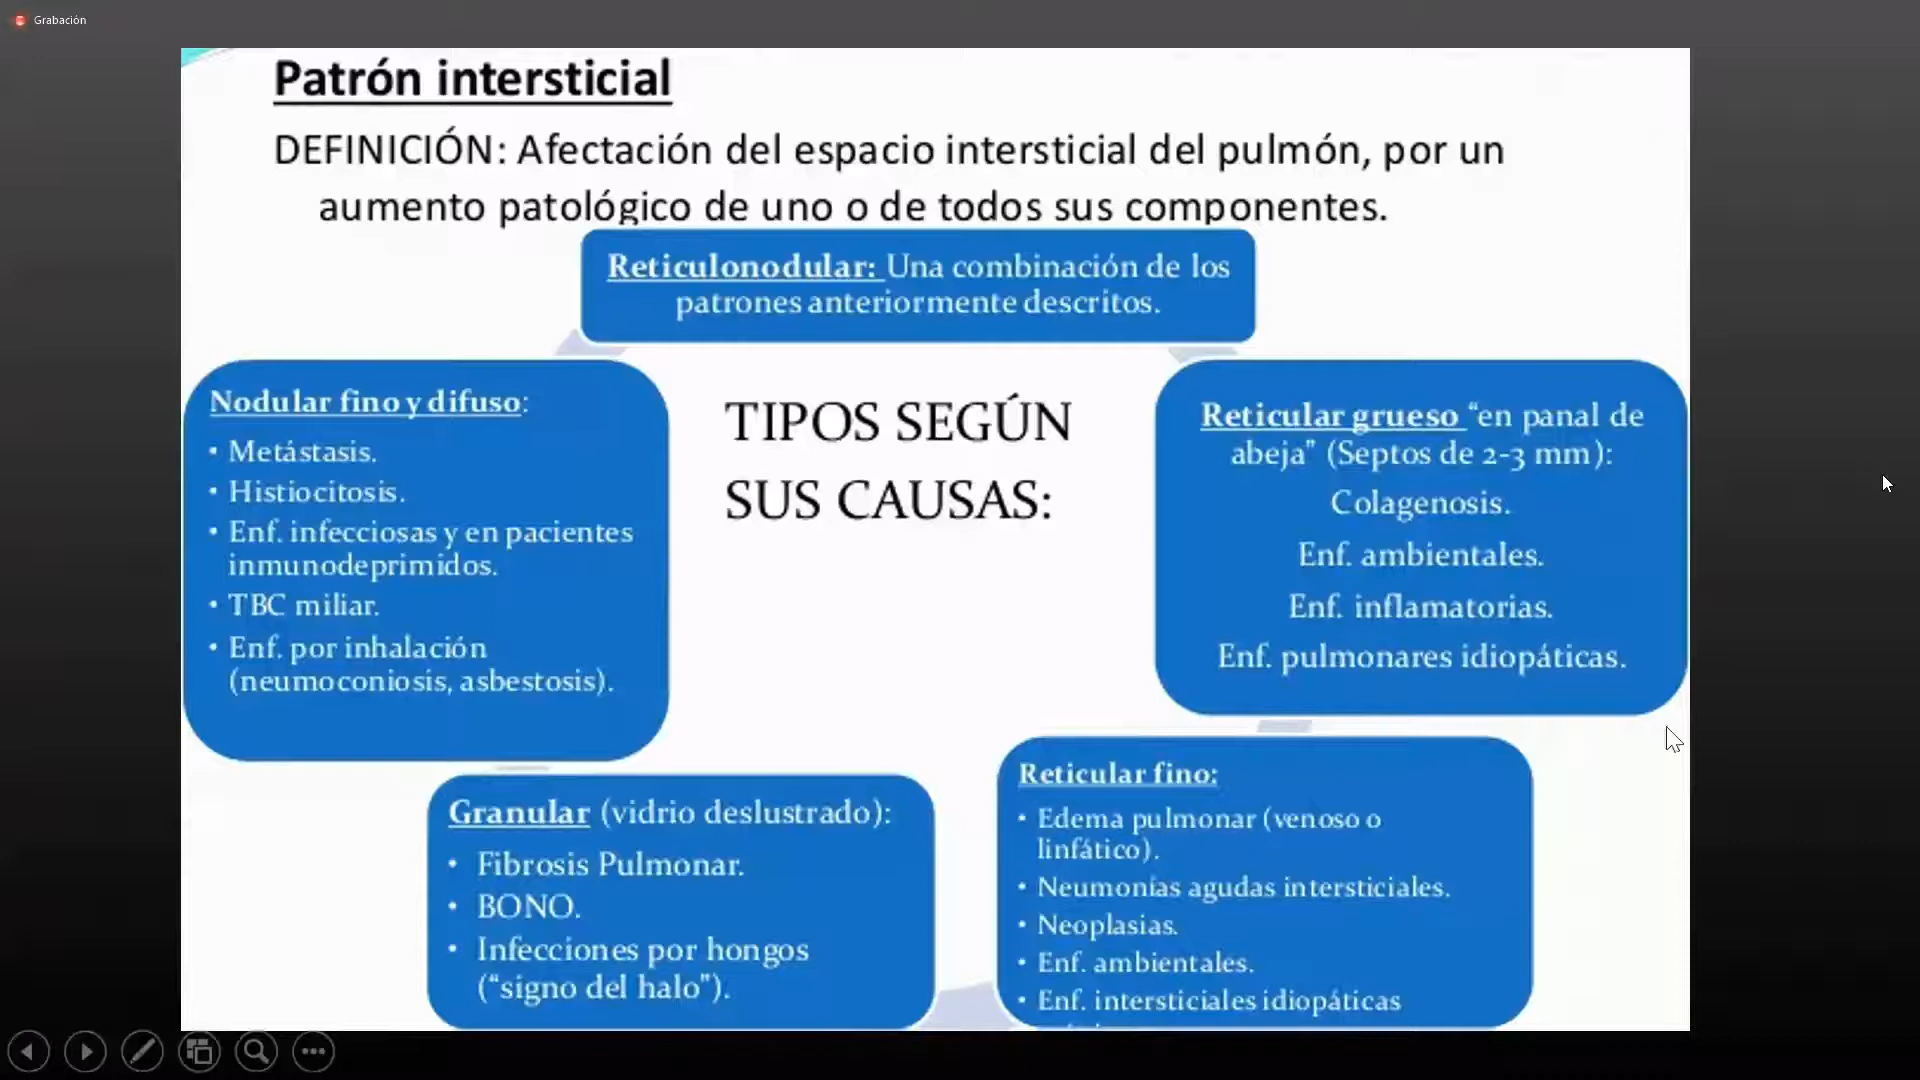 Grabación
Patrón intersticial
DEFINICIÓN: Afectación del espacio intersticial del pulmón, por un
aumento patológico de uno o de todos sus componentes.
Reticulonodular: Una combinación de los
patrones anteriormente descritos.
Nodular fino y difuso:
• Metástasis.
• Histiocitosis.
• Enf. infecciosas y en pacientes
inmunodeprimidos.
• TBC miliar.
• Enf. por inhalación
(neumoconiosis, asbestosis).
TIPOS SEGÚN
SUS CAUSAS:
Reticular grueso “en panal de
abeja” (Septos de 2-3 mm):
Colagenosis.
Enf. ambientales.
Enf. inflamatorias.
Enf. pulmonares idiopáticas.
Granular (vidrio deslustrado):
• Fibrosis Pulmonar.
• BONO.
• Infecciones por hongos
(“signo del halo”).
Reticular fino:
• Edema pulmonar (venoso o
linfático).
• Neumonías agudas intersticiales.
• Neoplasias.
• Enf. ambientales.
• Enf. intersticiales idiopáticas